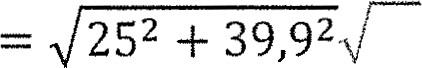 = √25² + 39,9² √